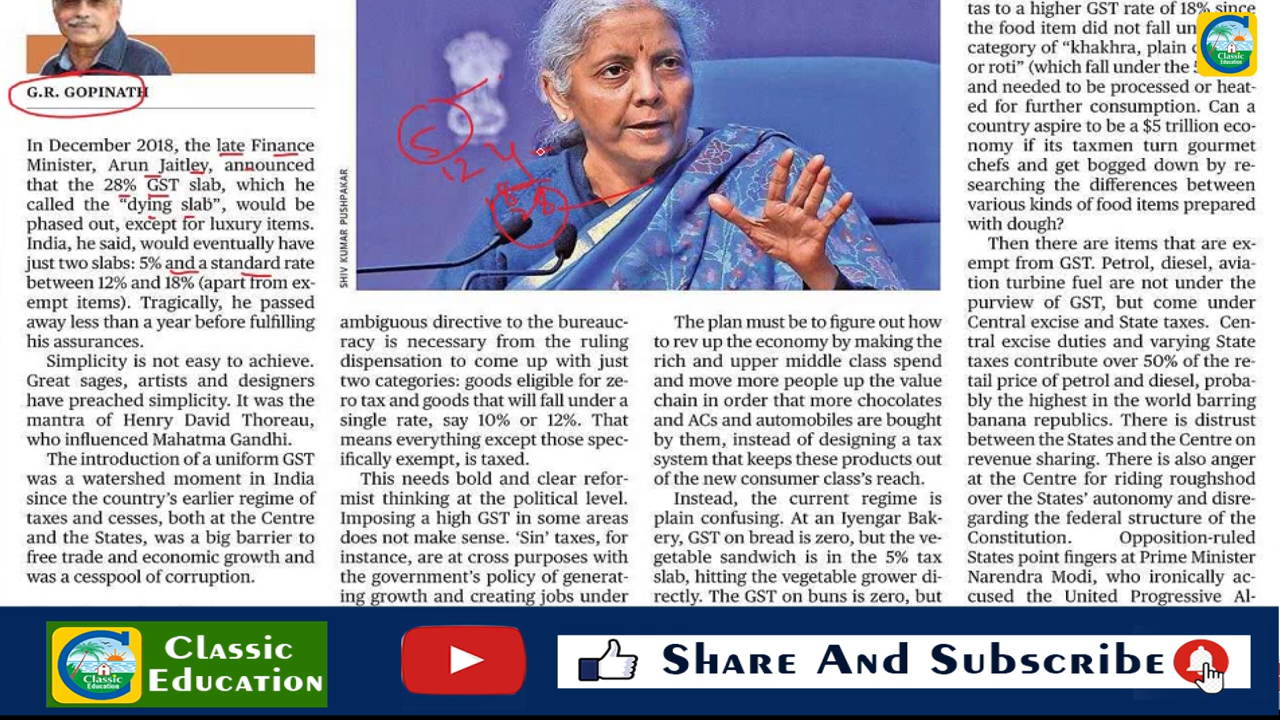 G.R. GOPINATH
In December 2018, the late Finance
Minister, Arun Jaitley, announced
that the 28% GST slab, which he
called the “dying slab”, would be
phased out, except for luxury items.
India, he said, would eventually have
just two slabs: 5% and a standard rate
between 12% and 18% (apart from ex-
empt items). Tragically, he passed
away less than a year before fulfilling
his assurances.
Simplicity is not easy to achieve.
Great sages, artists and designers
have preached simplicity. It was the
mantra of Henry David Thoreau,
who influenced Mahatma Gandhi.
The introduction of a uniform GST
was a watershed moment in India
since the country’s earlier regime of
taxes and cesses, both at the Centre
and the States, was a big barrier to
free trade and economic growth and
was a cesspool of corruption.
SHIV KUMAR PUSHPAKAR
5
12
18
28
ambiguous directive to the bureauc-
racy is necessary from the ruling
dispensation to come up with just
two categories: goods eligible for ze-
ro tax and goods that will fall under a
single rate, say 10% or 12%. That
means everything except those spec-
ifically exempt, is taxed.
This needs bold and clear refor-
mist thinking at the political level.
Imposing a high GST in some areas
does not make sense. ‘Sin’ taxes, for
instance, are at cross purposes with
the government’s policy of generat-
ing growth and creating jobs under
The plan must be to figure out how
to rev up the economy by making the
rich and upper middle class spend
and move more people up the value
chain in order that more chocolates
and ACs and automobiles are bought
by them, instead of designing a tax
system that keeps these products out
of the new consumer class’s reach.
Instead, the current regime is
plain confusing. At an Iyengar Bak-
ery, GST on bread is zero, but the ve-
getable sandwich is in the 5% tax
slab, hitting the vegetable grower di-
rectly. The GST on buns is zero, but
tas to a higher GST rate of 18% since
the food item did not fall un
category of “khakhra, plain c
or roti” (which fall under the 5
and needed to be processed or heat-
ed for further consumption. Can a
country aspire to be a $5 trillion eco-
nomy if its taxmen turn gourmet
chefs and get bogged down by re-
searching the differences between
various kinds of food items prepared
with dough?
Then there are items that are ex-
empt from GST. Petrol, diesel, avia-
tion turbine fuel are not under the
purview of GST, but come under
Central excise and State taxes. Cen-
tral excise duties and varying State
taxes contribute over 50% of the re-
tail price of petrol and diesel, proba-
bly the highest in the world barring
banana republics. There is distrust
between the States and the Centre on
revenue sharing. There is also anger
at the Centre for riding roughshod
over the States’ autonomy and disre-
garding the federal structure of the
Constitution. Opposition-ruled
States point fingers at Prime Minister
Narendra Modi, who ironically ac-
cused the United Progressive Al-
Classic
Education
Classic
Education
Classic
Education
Share And Subscribe